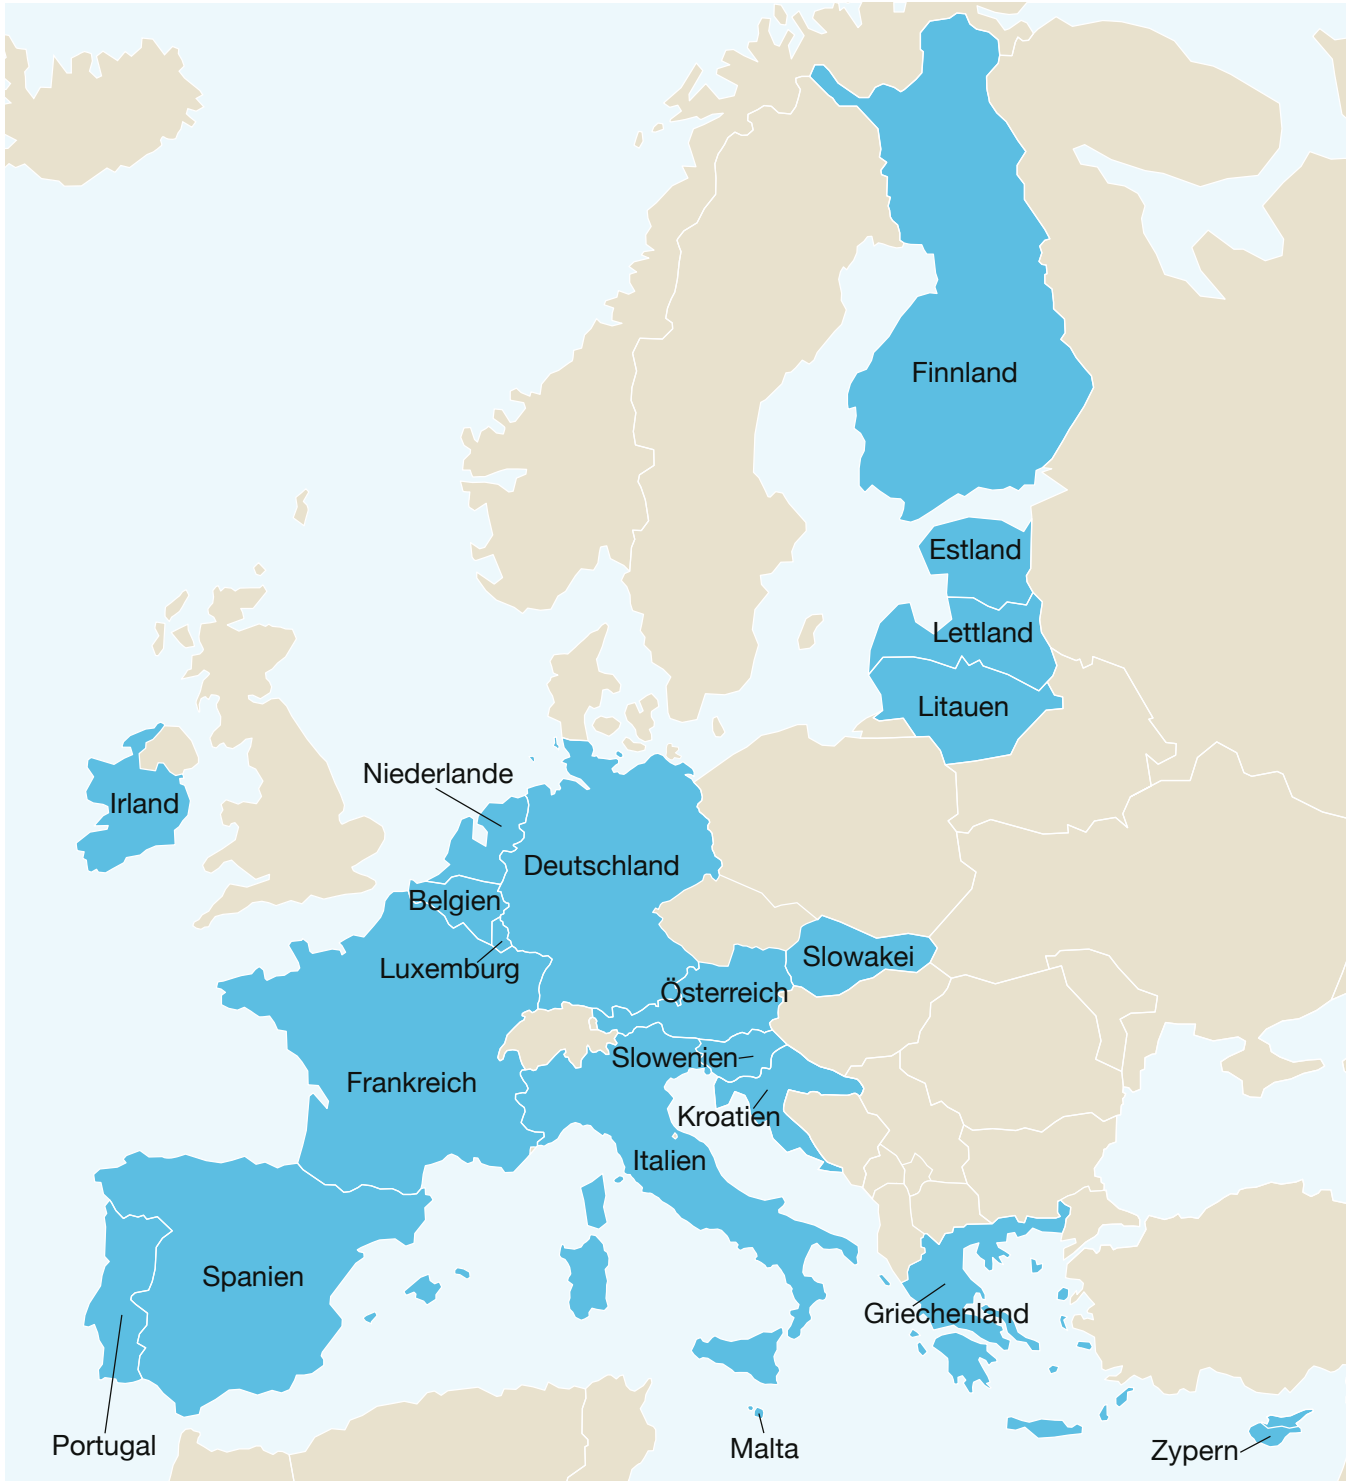 Finnland
Estland
Lettland
Litauen
Niederlande
Irland
Deutschland
Belgien
Slowakei
Luxemburg
Österreich
Slowenien
Frankreich
Kroatien
Italien
Spanien
Griechenland
Portugal
Malta
Zypern